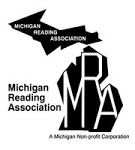 MICHIGAN
READING
ASSOCIATION
Michigan
Reading
Association
MRA
A Michigan Non-profit Corporation